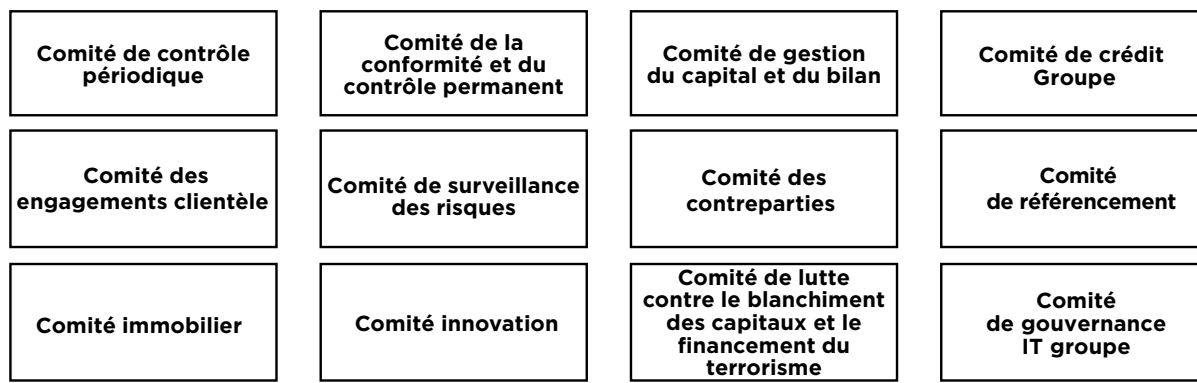 Comité de contrôle
périodique
Comité de la
conformité et du
contrôle permanent
Comité de gestion
du capital et du bilan
Comité de crédit
Groupe
Comité des
engagements clientèle
Comité de surveillance
des risques
Comité des
contreparties
Comité
de référencement
Comité immobilier
Comité innovation
Comité de lutte
contre le blanchiment
des capitaux et le
financement du
terrorisme
Comité
de gouvernance
IT groupe